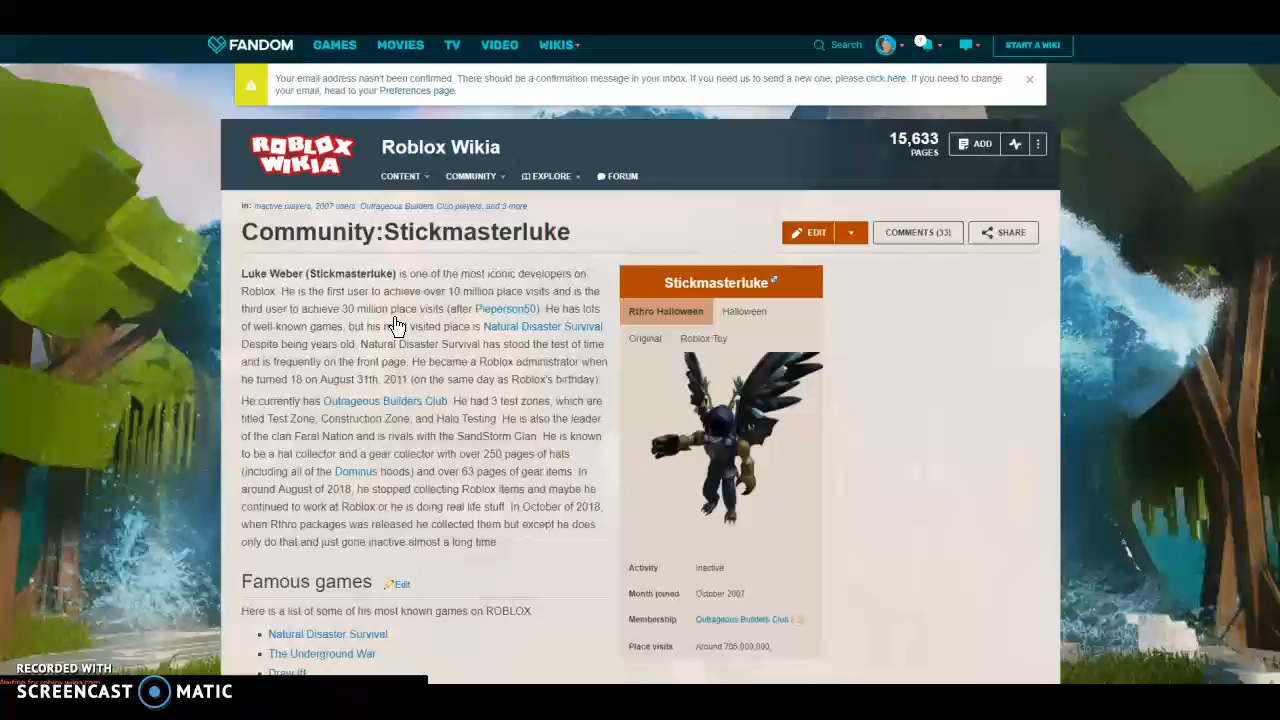 FANDOM GAMES MOVIES TV VIDEO WIKIS Search 1 START A WIKI
Your email address hasn't been confirmed. There should be a confirmation message in your inbox. If you need us to send a new one, please click here. If you need to change
your email, head to your Preferences page.
ROBLOX
WIKIA
Roblox Wikia
15,633
PAGES
ADD
CONTENT COMMUNITY EXPLORE FORUM
in: Inactive players, 2007 users, Outrageous Builders Club players, and 3 more
Community:Stickmasterluke
EDIT COMMENTS (33) SHARE
Luke Weber (Stickmasterluke) is one of the most iconic developers on
Roblox. He is the first user to achieve over 10 million place visits and is the
third user to achieve 30 million place visits (after Pieperson50). He has lots
of well-known games, but his visited place is Natural Disaster Survival
Despite being years old, Natural Disaster Survival has stood the test of time
and is frequently on the front page. He became a Roblox administrator when
he turned 18 on August 31th, 2011 (on the same day as Roblox's birthday)
He currently has Outrageous Builders Club. He had 3 test zones, which are
titled Test Zone, Construction Zone, and Halo Testing. He is also the leader
of the clan Feral Nation and is rivals with the SandStorm Clan. He is known
to be a hat collector and a gear collector with over 250 pages of hats
(including all of the Dominus hoods) and over 63 pages of gear items. In
around August of 2018, he stopped collecting Roblox items and maybe he
continued to work at Roblox or he is doing real life stuff. In October of 2018,
when Rthro packages was released he collected them but except he does
only do that and just gone inactive almost a long time
Stickmasterluke
Rthro Halloween Halloween
Original Roblox Toy
Activity Inactive
Month joined October 2007
Membership Outrageous Builders Club
Place visits Around 705,000,000,
Famous games Edit
Here is a list of some of his most known games on ROBLOX
Natural Disaster Survival
The Underground War
Draw it!
RECORDED WITH
SCREENCAST MATIC
Waiting for roblox.wikia.com